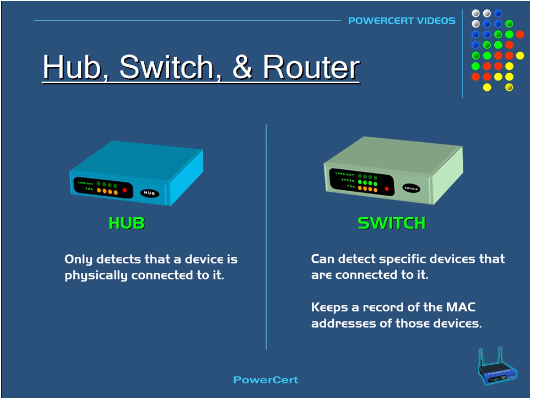 POWERCERT VIDEOS
Hub, Switch, & Router
HUB
HUB
Only detects that a device is
physically connected to it.
SWITCH
Can detect specific devices that
are connected to it.
Keeps a record of the MAC
addresses of those devices.
PowerCert